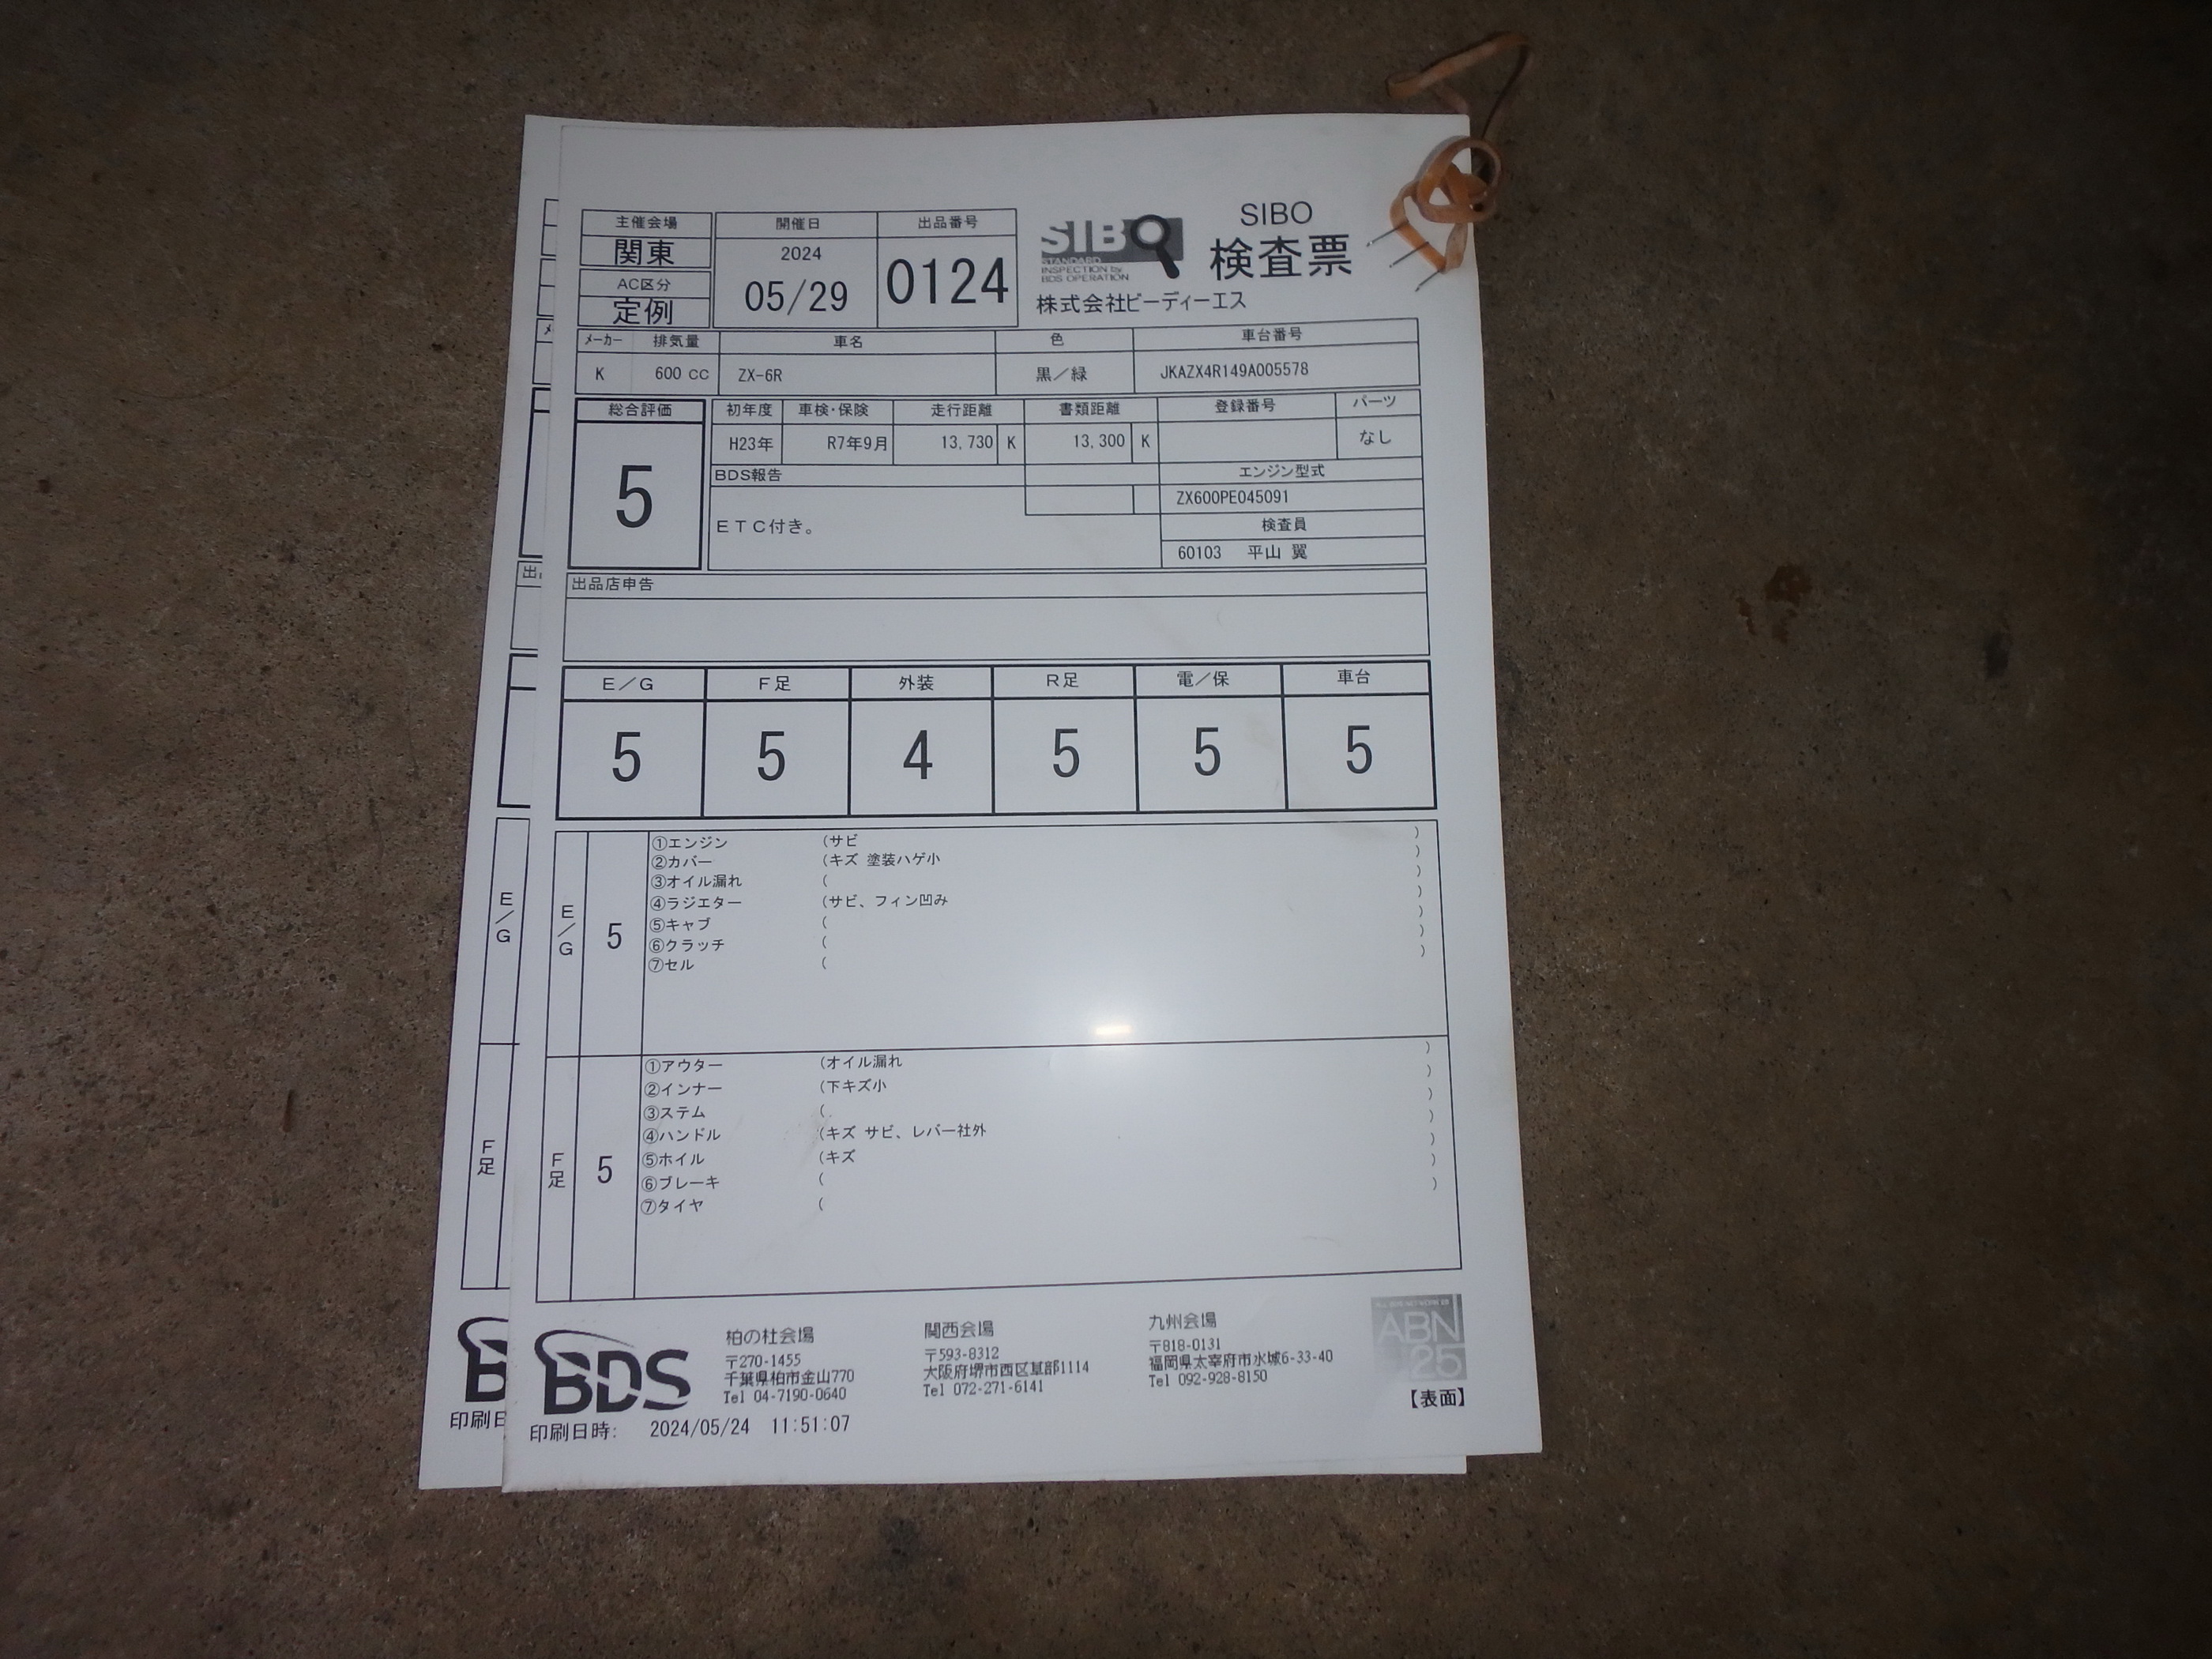 主催会場
関東
AC区分
定例
開催日
2024
05/29
出品番号
0124
SIBO
STANDARD
INSPECTION by
BDS OPERATION
SIBO
検査票
株式会社ビーディーエス
ﾒｰｶｰ 排気量 車名 色 車台番号
K 600 CC ZX-6R 黒／緑 JKAZX4R149A005578
総合評価 初年度 車検・保険 走行距離 書類距離 登録番号 パーツ
5 H23年 R7年9月 13,730 K 13,300 K なし
BDS報告 エンジン型式
ZX600PE045091
ＥＴＣ付き。
検査員
60103 平山 翼
出品店申告
Ｅ／Ｇ Ｆ足 外装 Ｒ足 電／保 車台
5 5 4 5 5 5
Ｅ／Ｇ 5
①エンジン (サビ )
②カバー (キズ 塗装ハゲ小 )
③オイル漏れ ( )
④ラジエター (サビ、フィン凹み )
⑤キャブ ( )
⑥クラッチ ( )
⑦セル ( )
Ｆ足 5
①アウター (オイル漏れ )
②インナー (下キズ小 )
③ステム ( )
④ハンドル (キズ サビ、レバー社外 )
⑤ホイル (キズ )
⑥ブレーキ ( )
⑦タイヤ ( )
BDS
柏の杜会場
〒270-1455
千葉県柏市金山770
Tel 04-7190-0640
関西会場
〒593-8312
大阪府堺市西区草部1114
Tel 072-271-6141
九州会場
〒818-0131
福岡県太宰府市水城6-33-40
Tel 092-928-8150
ABN
25
【表面】
印刷日時: 2024/05/24 11:51:07
出
Ｅ／Ｇ
Ｆ足
B
印刷日